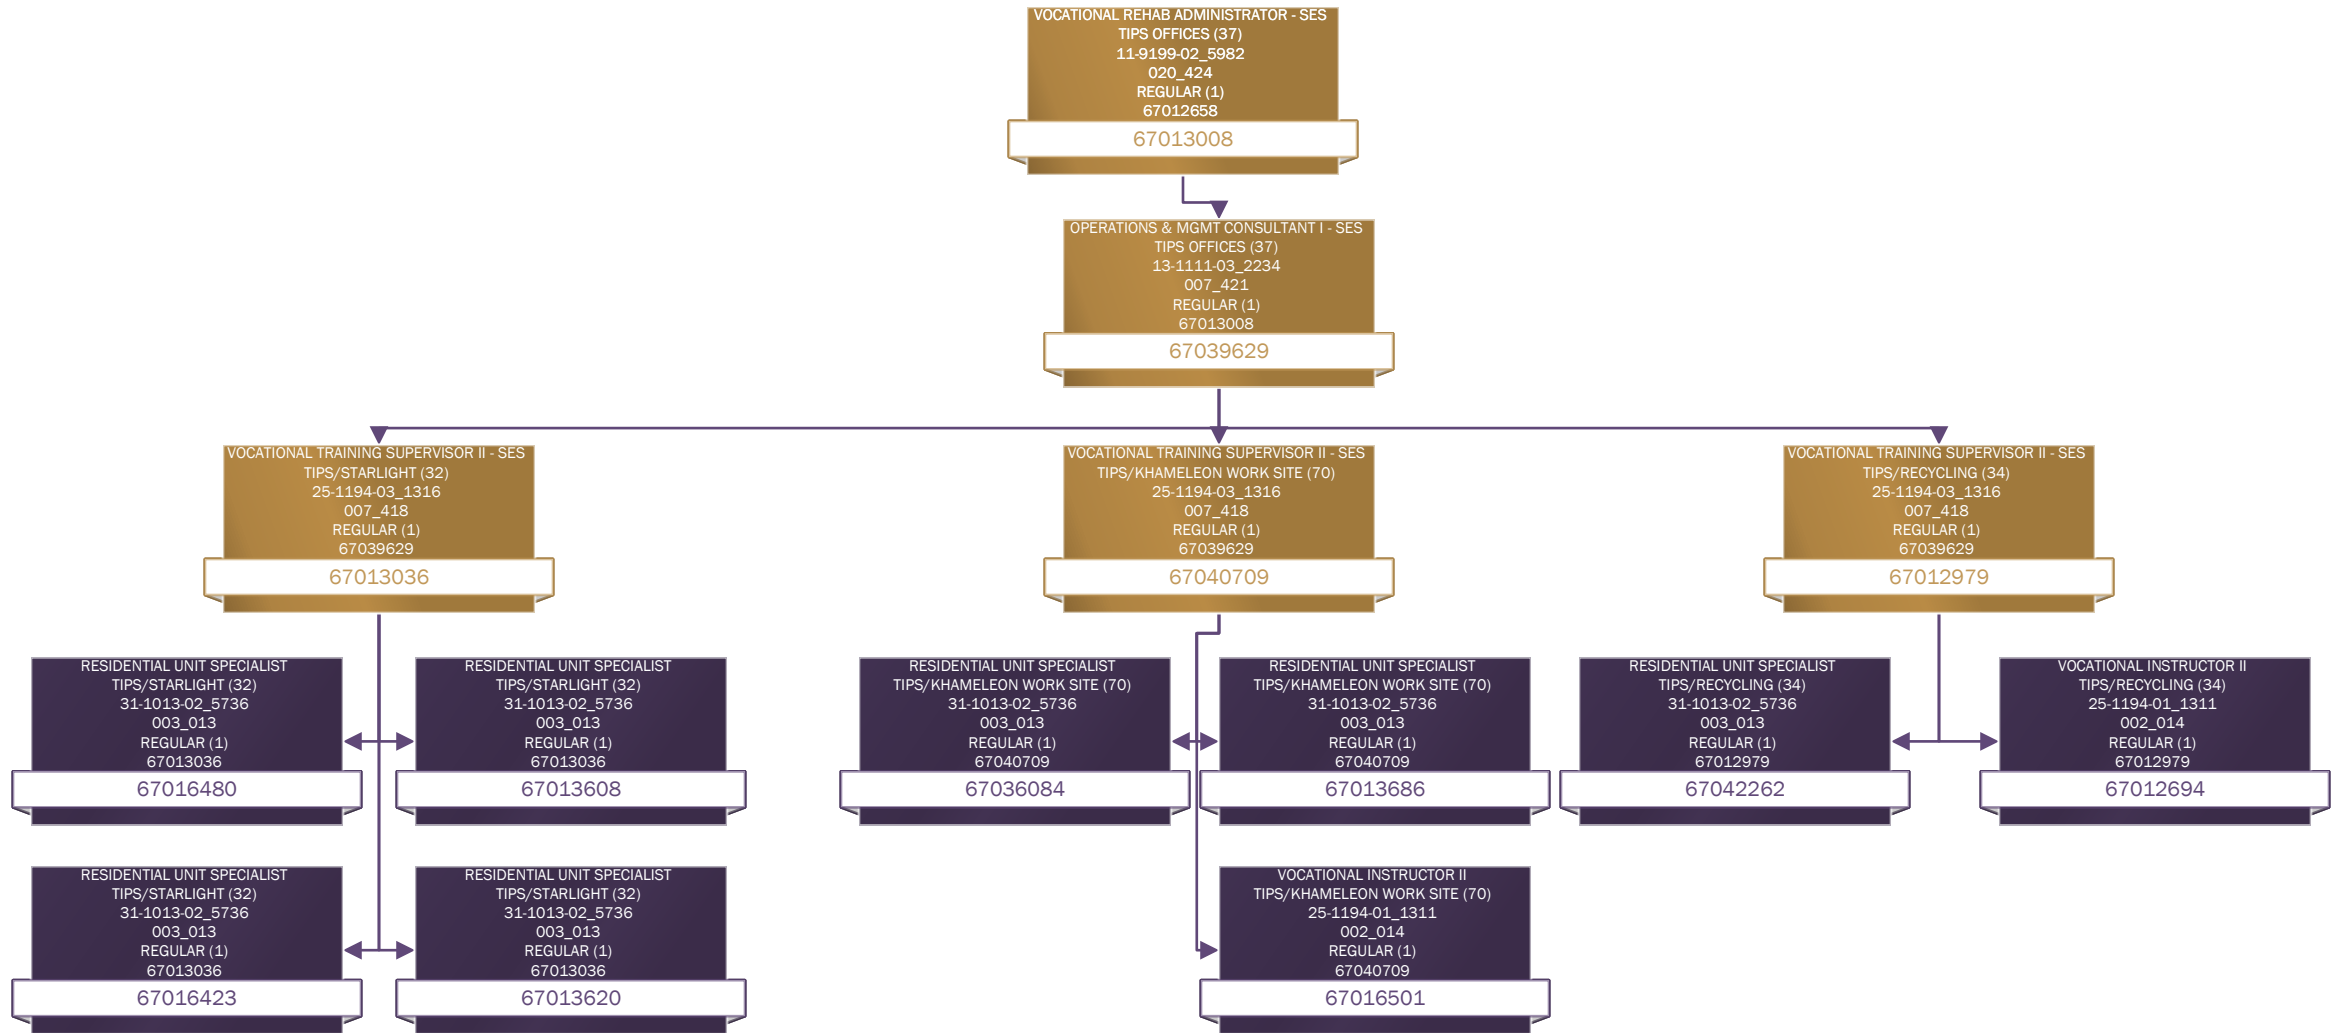 VOCATIONAL REHAB ADMINISTRATOR - SES
TIPS OFFICES (37)
11-9199-02_5982
020_424
REGULAR (1)
67012658
67013008
OPERATIONS & MGMT CONSULTANT I - SES
TIPS OFFICES (37)
13-1111-03_2234
007_421
REGULAR (1)
67013008
67039629
VOCATIONAL TRAINING SUPERVISOR II - SES
TIPS/STARLIGHT (32)
25-1194-03_1316
007_418
REGULAR (1)
67039629
67013036
VOCATIONAL TRAINING SUPERVISOR II - SES
TIPS/KHAMELEON WORK SITE (70)
25-1194-03_1316
007_418
REGULAR (1)
67039629
67040709
VOCATIONAL TRAINING SUPERVISOR II - SES
TIPS/RECYCLING (34)
25-1194-03_1316
007_418
REGULAR (1)
67039629
67012979
RESIDENTIAL UNIT SPECIALIST
TIPS/STARLIGHT (32)
31-1013-02_5736
003_013
REGULAR (1)
67013036
67016480
RESIDENTIAL UNIT SPECIALIST
TIPS/STARLIGHT (32)
31-1013-02_5736
003_013
REGULAR (1)
67013036
67013608
RESIDENTIAL UNIT SPECIALIST
TIPS/KHAMELEON WORK SITE (70)
31-1013-02_5736
003_013
REGULAR (1)
67040709
67036084
RESIDENTIAL UNIT SPECIALIST
TIPS/KHAMELEON WORK SITE (70)
31-1013-02_5736
003_013
REGULAR (1)
67040709
67013686
RESIDENTIAL UNIT SPECIALIST
TIPS/RECYCLING (34)
31-1013-02_5736
003_013
REGULAR (1)
67012979
67042262
VOCATIONAL INSTRUCTOR II
TIPS/RECYCLING (34)
25-1194-01_1311
002_014
REGULAR (1)
67012979
67012694
RESIDENTIAL UNIT SPECIALIST
TIPS/STARLIGHT (32)
31-1013-02_5736
003_013
REGULAR (1)
67013036
67016423
RESIDENTIAL UNIT SPECIALIST
TIPS/STARLIGHT (32)
31-1013-02_5736
003_013
REGULAR (1)
67013036
67013620
VOCATIONAL INSTRUCTOR II
TIPS/KHAMELEON WORK SITE (70)
25-1194-01_1311
002_014
REGULAR (1)
67040709
67016501